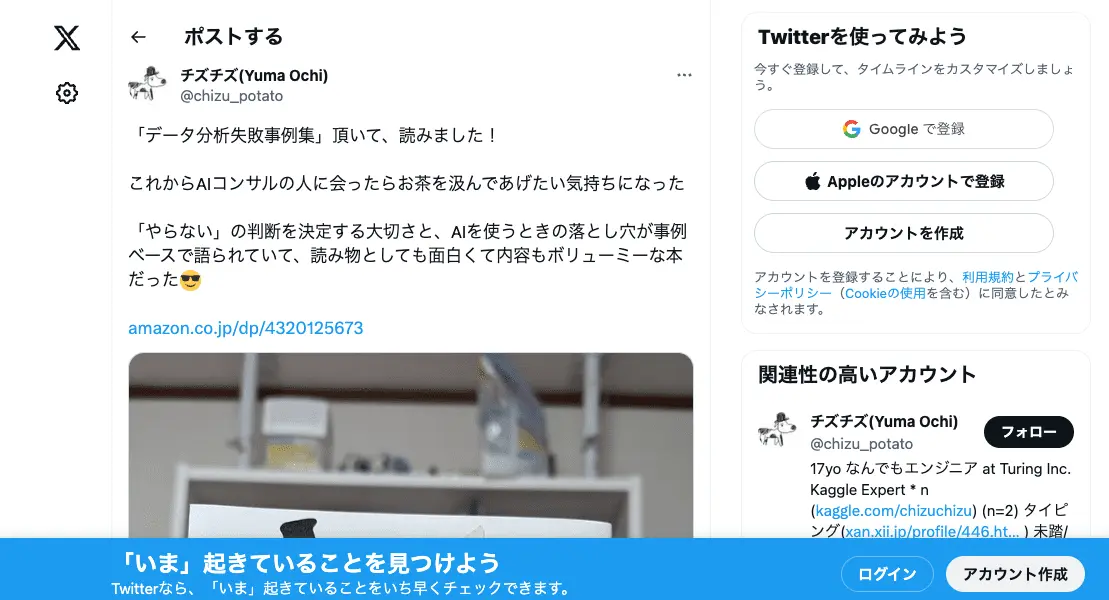 ポストする
チズチズ(Yuma Ochi)
@chizu_potato
「データ分析失敗事例集」頂いて、読みました！
これからAIコンサルの人に会ったらお茶を汲んであげたい気持ちになった
「やらない」の判断を決定する大切さと、AIを使うときの落とし穴が事例
ベースで語られていて、読み物としても面白くて内容もボリューミーな本
だった😎
amazon.co.jp/dp/4320125673
Twitterを使ってみよう
今すぐ登録して、タイムラインをカスタマイズしましょ
う。
Google で登録
Appleのアカウントで登録
アカウントを作成
アカウントを登録することにより、利用規約とプライバ
シーポリシー（Cookieの使用を含む）に同意したとみ
なされます。
関連性の高いアカウント
チズチズ(Yuma Ochi)
@chizu_potato
フォロー
17yo なんでもエンジニア at Turing Inc.
Kaggle Expert * n
(kaggle.com/chizuchizu) (n=2) タイピ
ング(xan.xii.jp/profile/446.ht… ) 未踏/
「いま」起きていることを見つけよう
Twitterなら、「いま」起きていることをいち早くチェックできます。
ログイン
アカウント作成